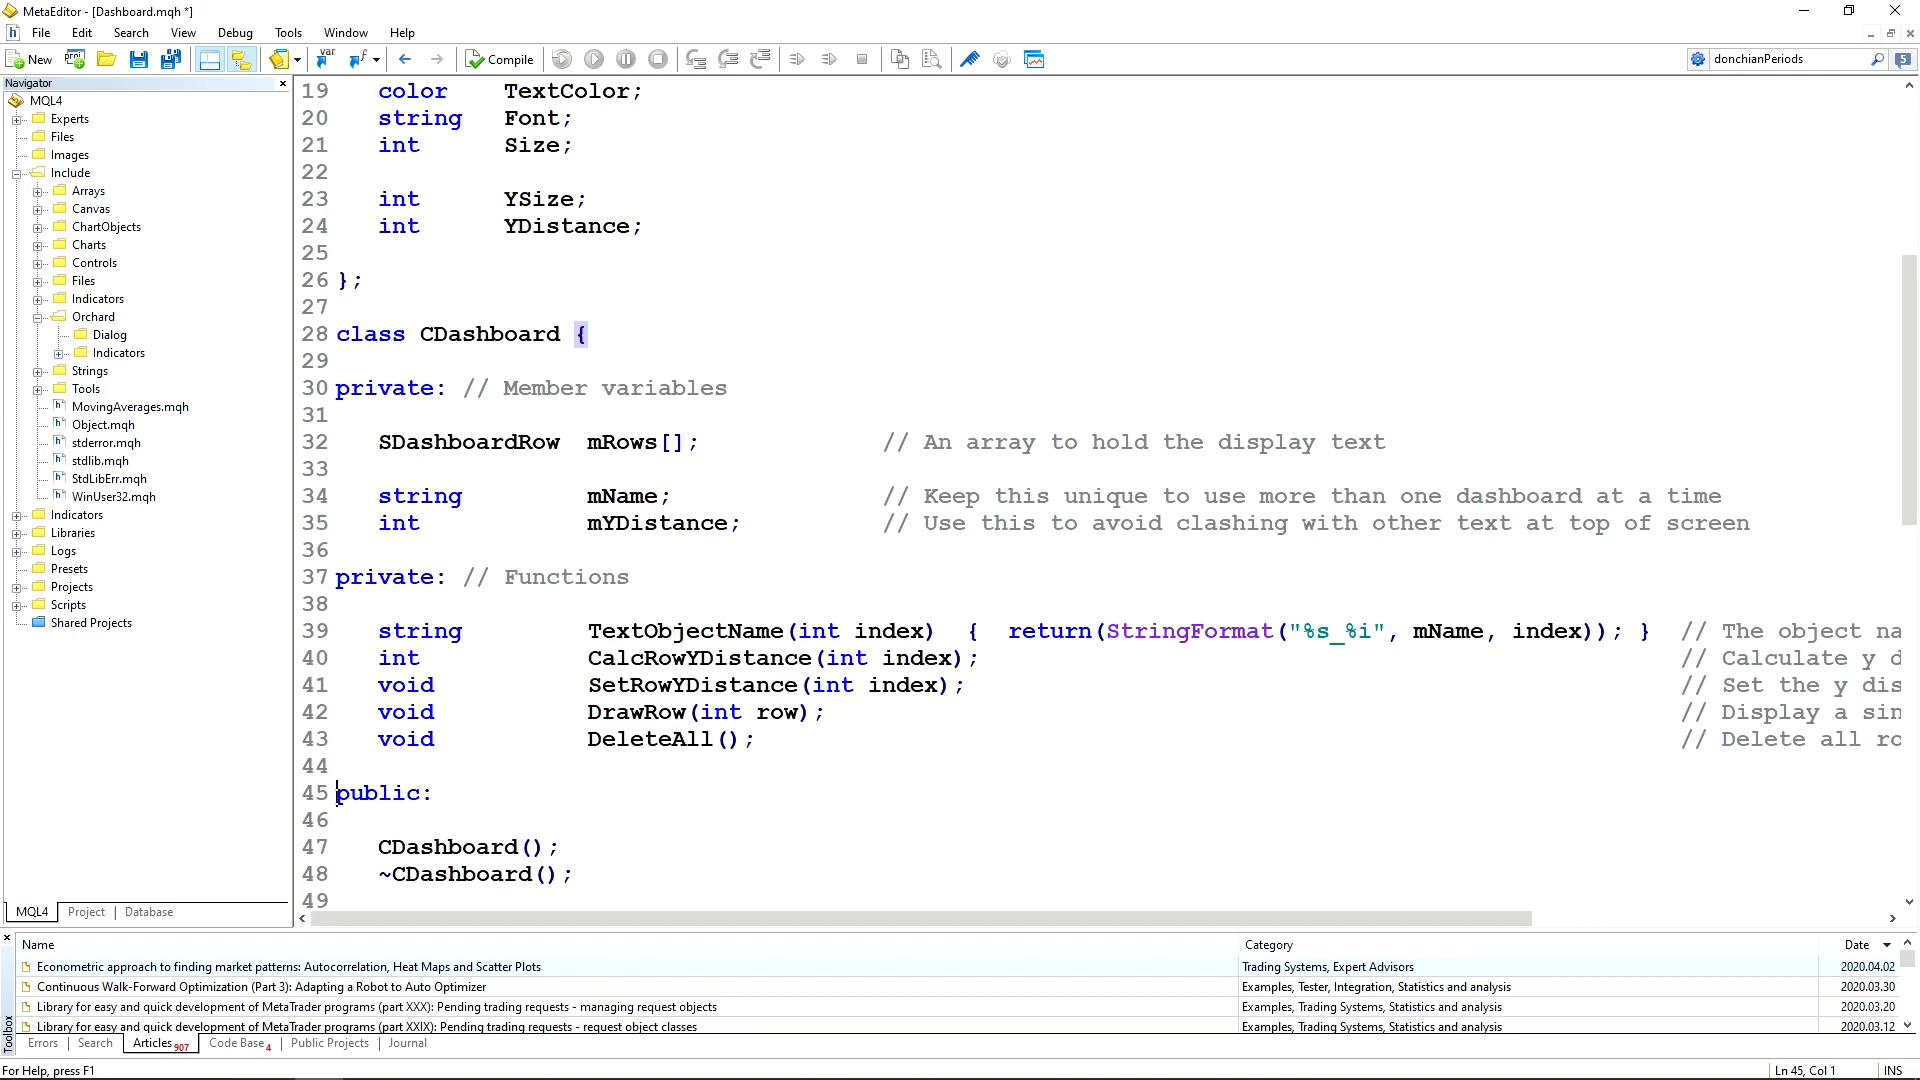 MetaEditor - [Dashboard.mqh *]
File Edit Search View Debug Tools Window Help
New Compile donchianPeriods
Navigator
MQL4
Experts
Files
Images
Include
Arrays
Canvas
ChartObjects
Charts
Controls
Files
Indicators
Orchard
Dialog
Indicators
Strings
Tools
MovingAverages.mqh
Object.mqh
stderror.mqh
stdlib.mqh
StdLibErr.mqh
WinUser32.mqh
Indicators
Libraries
Logs
Presets
Projects
Scripts
Shared Projects
MQL4 Project Database
19 color TextColor;
20 string Font;
21 int Size;
22
23 int YSize;
24 int YDistance;
25
26 };
27
28 class CDashboard {
29
30 private: // Member variables
31
32 SDashboardRow mRows[]; // An array to hold the display text
33
34 string mName; // Keep this unique to use more than one dashboard at a time
35 int mYDistance; // Use this to avoid clashing with other text at top of screen
36
37 private: // Functions
38
39 string TextObjectName(int index) { return(StringFormat("%s_%i", mName, index)); } // The object na
40 int CalcRowYDistance(int index); // Calculate y d
41 void SetRowYDistance(int index); // Set the y dis
42 void DrawRow(int row); // Display a sin
43 void DeleteAll(); // Delete all ro
44
45 public:
46
47 CDashboard();
48 ~CDashboard();
49
Name Category Date
Econometric approach to finding market patterns: Autocorrelation, Heat Maps and Scatter Plots Trading Systems, Expert Advisors 2020.04.02
Continuous Walk-Forward Optimization (Part 3): Adapting a Robot to Auto Optimizer Examples, Tester, Integration, Statistics and analysis 2020.03.30
Library for easy and quick development of MetaTrader programs (part XXX): Pending trading requests - managing request objects Examples, Trading Systems, Statistics and analysis 2020.03.20
Library for easy and quick development of MetaTrader programs (part XXIX): Pending trading requests - request object classes Examples, Trading Systems, Statistics and analysis 2020.03.12
Toolbox
Errors Search Articles 907 Code Base 4 Public Projects Journal
For Help, press F1 Ln 45, Col 1 INS